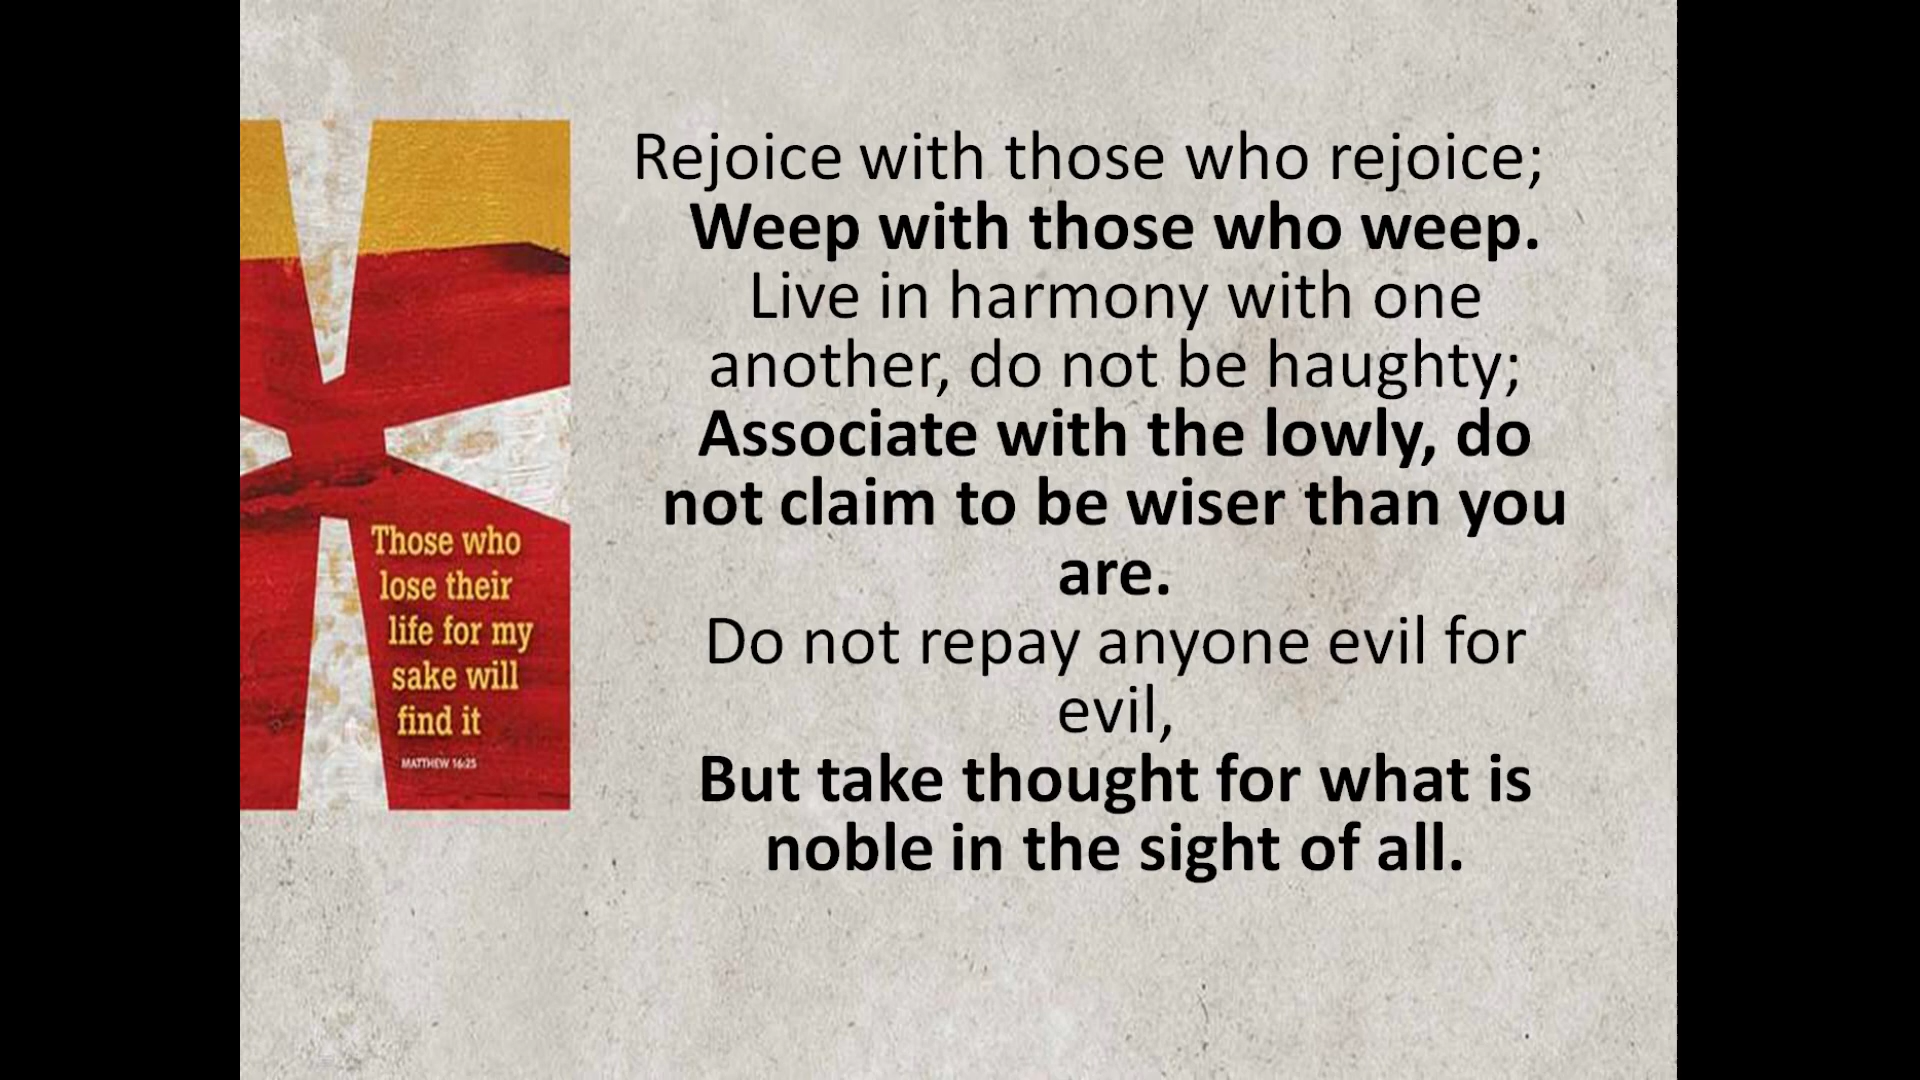 Rejoice with those who rejoice;
Weep with those who weep.
Live in harmony with one
another, do not be haughty;
Associate with the lowly, do
not claim to be wiser than you
are.
Do not repay anyone evil for
evil,
But take thought for what is
noble in the sight of all.
Those who
lose their
life for my
sake will
find it
MATTHEW 16:25